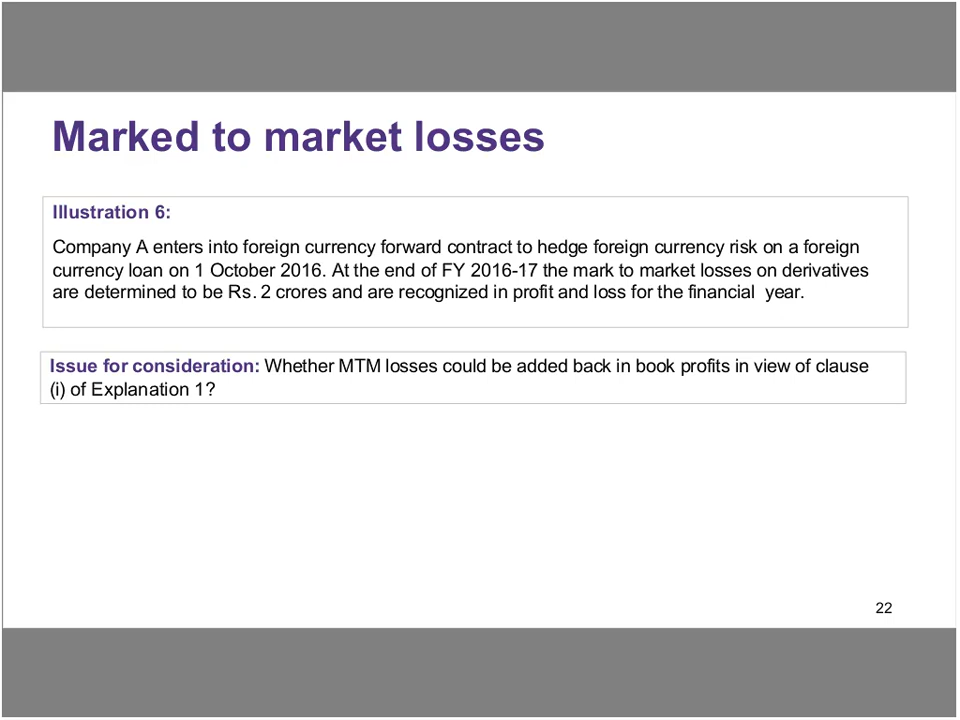 Marked to market losses
Illustration 6:
Company A enters into foreign currency forward contract to hedge foreign currency risk on a foreign
currency loan on 1 October 2016. At the end of FY 2016-17 the mark to market losses on derivatives
are determined to be Rs. 2 crores and are recognized in profit and loss for the financial  year.
Issue for consideration: Whether MTM losses could be added back in book profits in view of clause
(i) of Explanation 1?
22